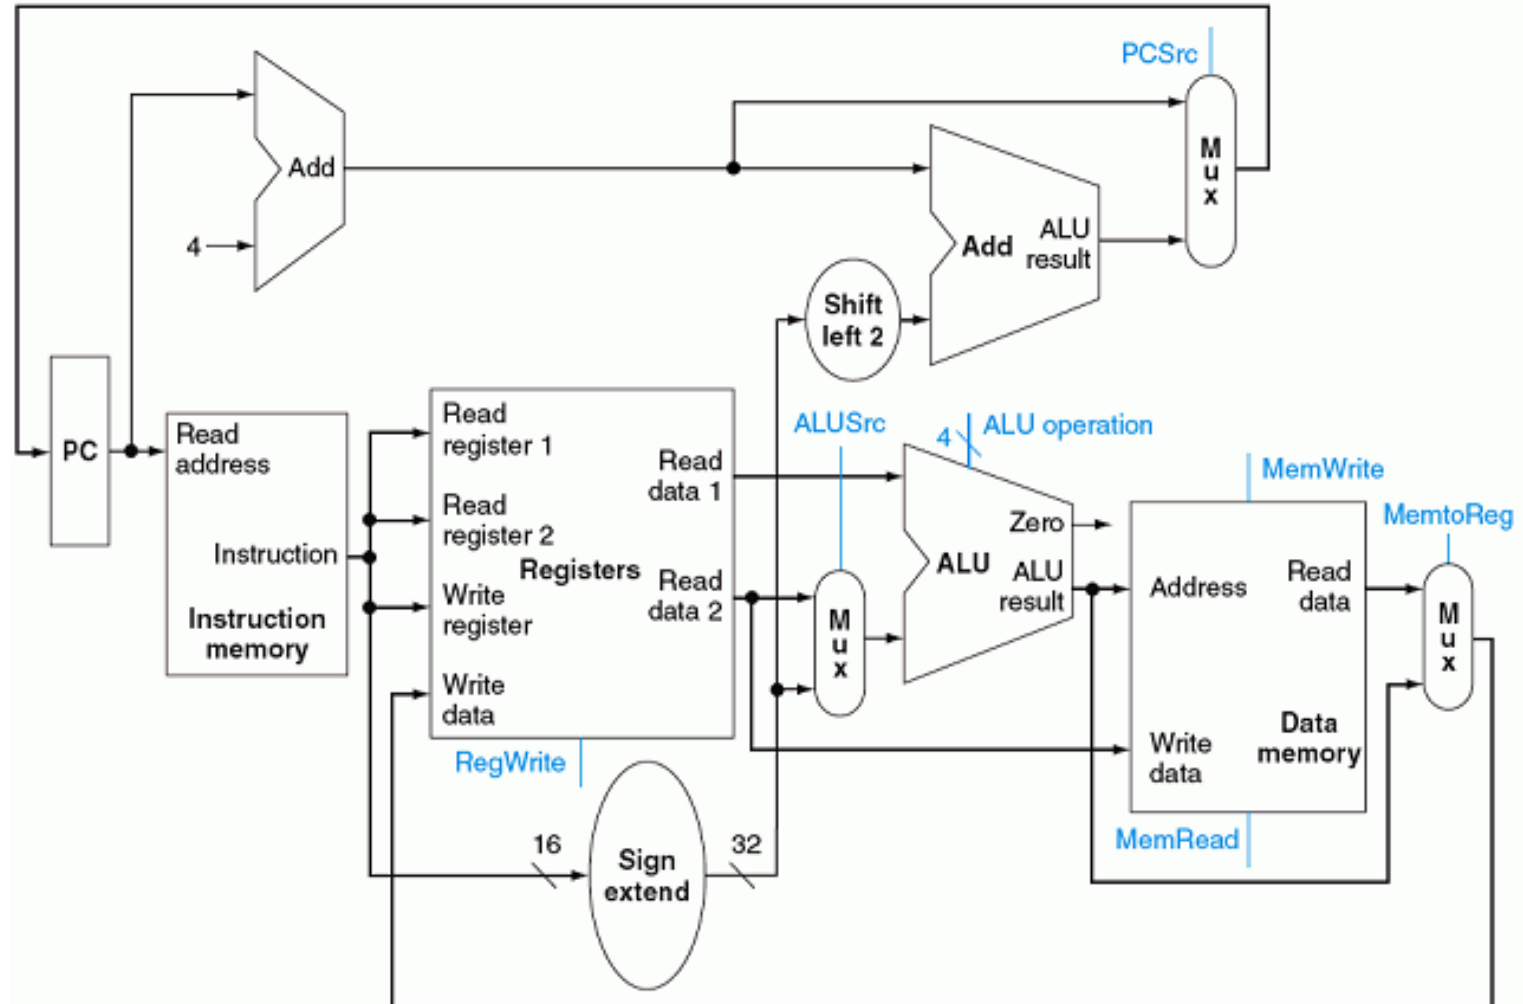 PCSrc
M
u
x
Add
4
Add
ALU
result
Shift
left 2
PC
Read
address
Instruction
Instruction
memory
Read
register 1
Read
register 2
Registers
Write
register
Write
data
Read
data 1
Read
data 2
RegWrite
16
Sign
extend
32
ALUSrc
M
u
x
4
ALU operation
Zero
ALU
ALU
result
MemWrite
Address
Read
data
Write
data
Data
memory
MemRead
MemtoReg
M
u
x